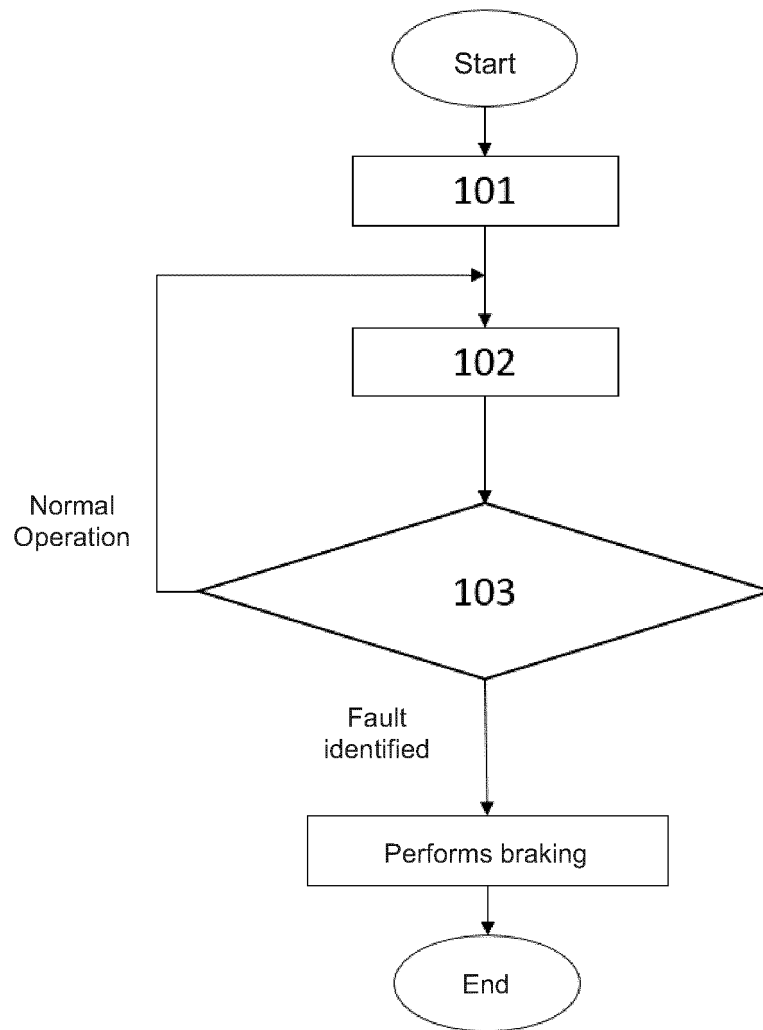 Start
101
102
Normal
Operation
103
Fault
identified
Performs braking
End